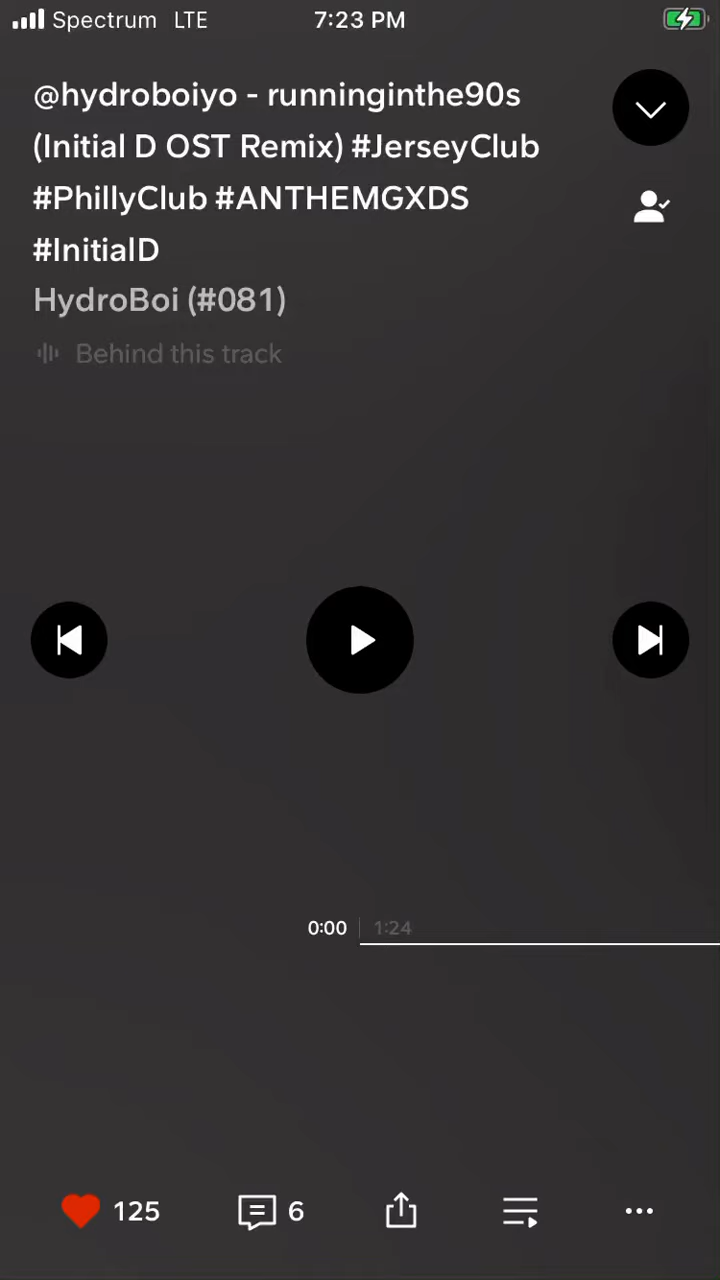 Spectrum LTE 7:23 PM
@hydroboiyo - runninginthe90s
(Initial D OST Remix) #JerseyClub
#PhillyClub #ANTHEMGXDS
#InitialD
HydroBoi (#081)
Behind this track
0:00 1:24
125 6